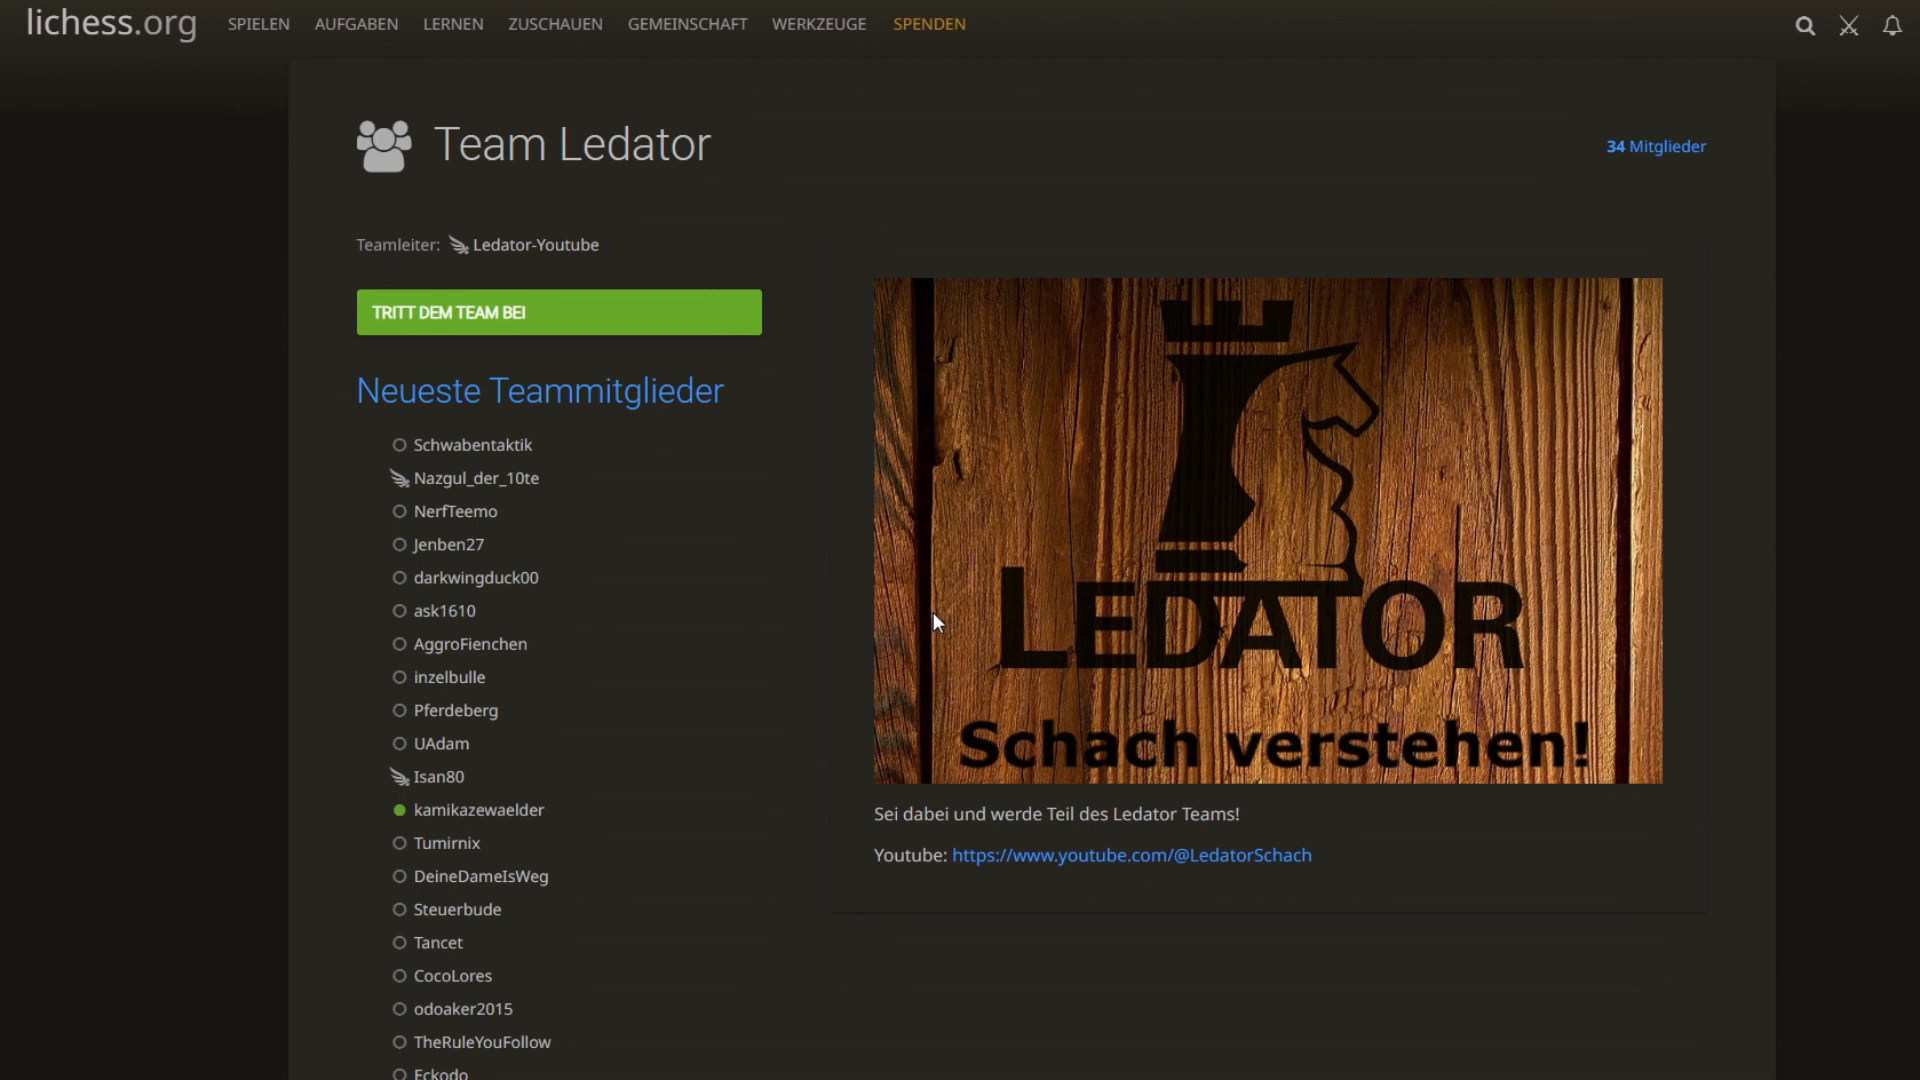 lichess.org SPIELEN AUFGABEN LERNEN ZUSCHAUEN GEMEINSCHAFT WERKZEUGE SPENDEN
Team Ledator
34 Mitglieder
Teamleiter: Ledator-Youtube
TRITT DEM TEAM BEI
Neueste Teammitglieder
Schwabentaktik
Nazgul_der_10te
NerfTeemo
Jenben27
darkwingduck00
ask1610
AggroFienchen
inzelbulle
Pferdeberg
UAdam
Isan80
kamikazewaelder
Tumirnix
DeineDameIsWeg
Steuerbude
Tancet
CocoLores
odoaker2015
TheRuleYouFollow
Eckodo
LEDATOR
Schach verstehen!
Sei dabei und werde Teil des Ledator Teams!
Youtube: https://www.youtube.com/@LedatorSchach